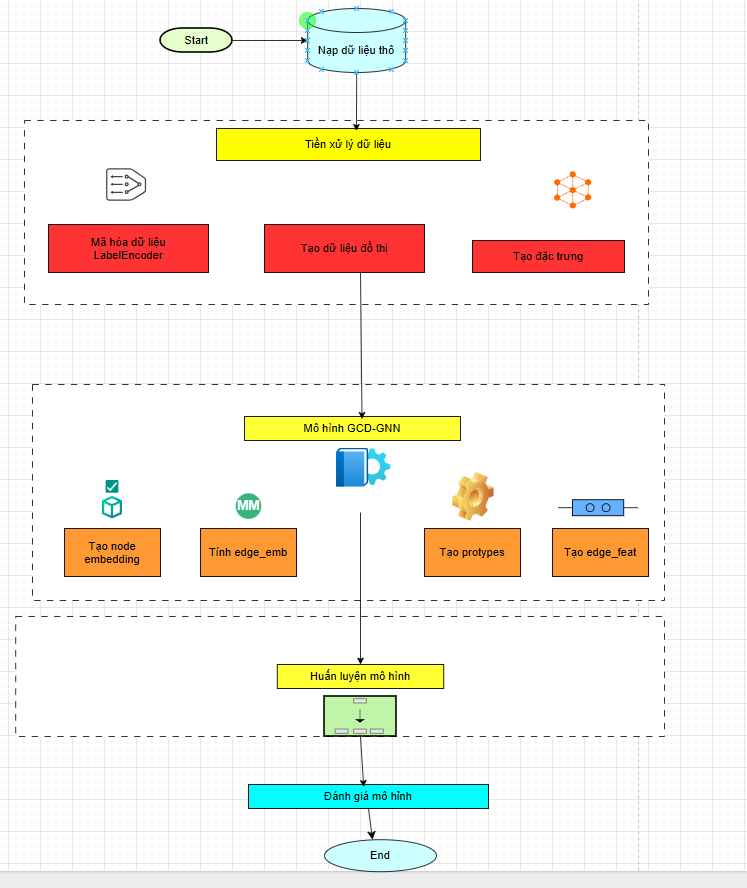 Start
Nạp dữ liệu thô
Tiền xử lý dữ liệu
Mã hóa dữ liệu
LabelEncoder
Tạo dữ liệu đồ thị
Tạo đặc trưng
Mô hình GCD-GNN
MM
Tạo node
embedding
Tính edge_emb
Tạo protypes
Tạo edge_feat
Huấn luyện mô hình
Đánh giá mô hình
End